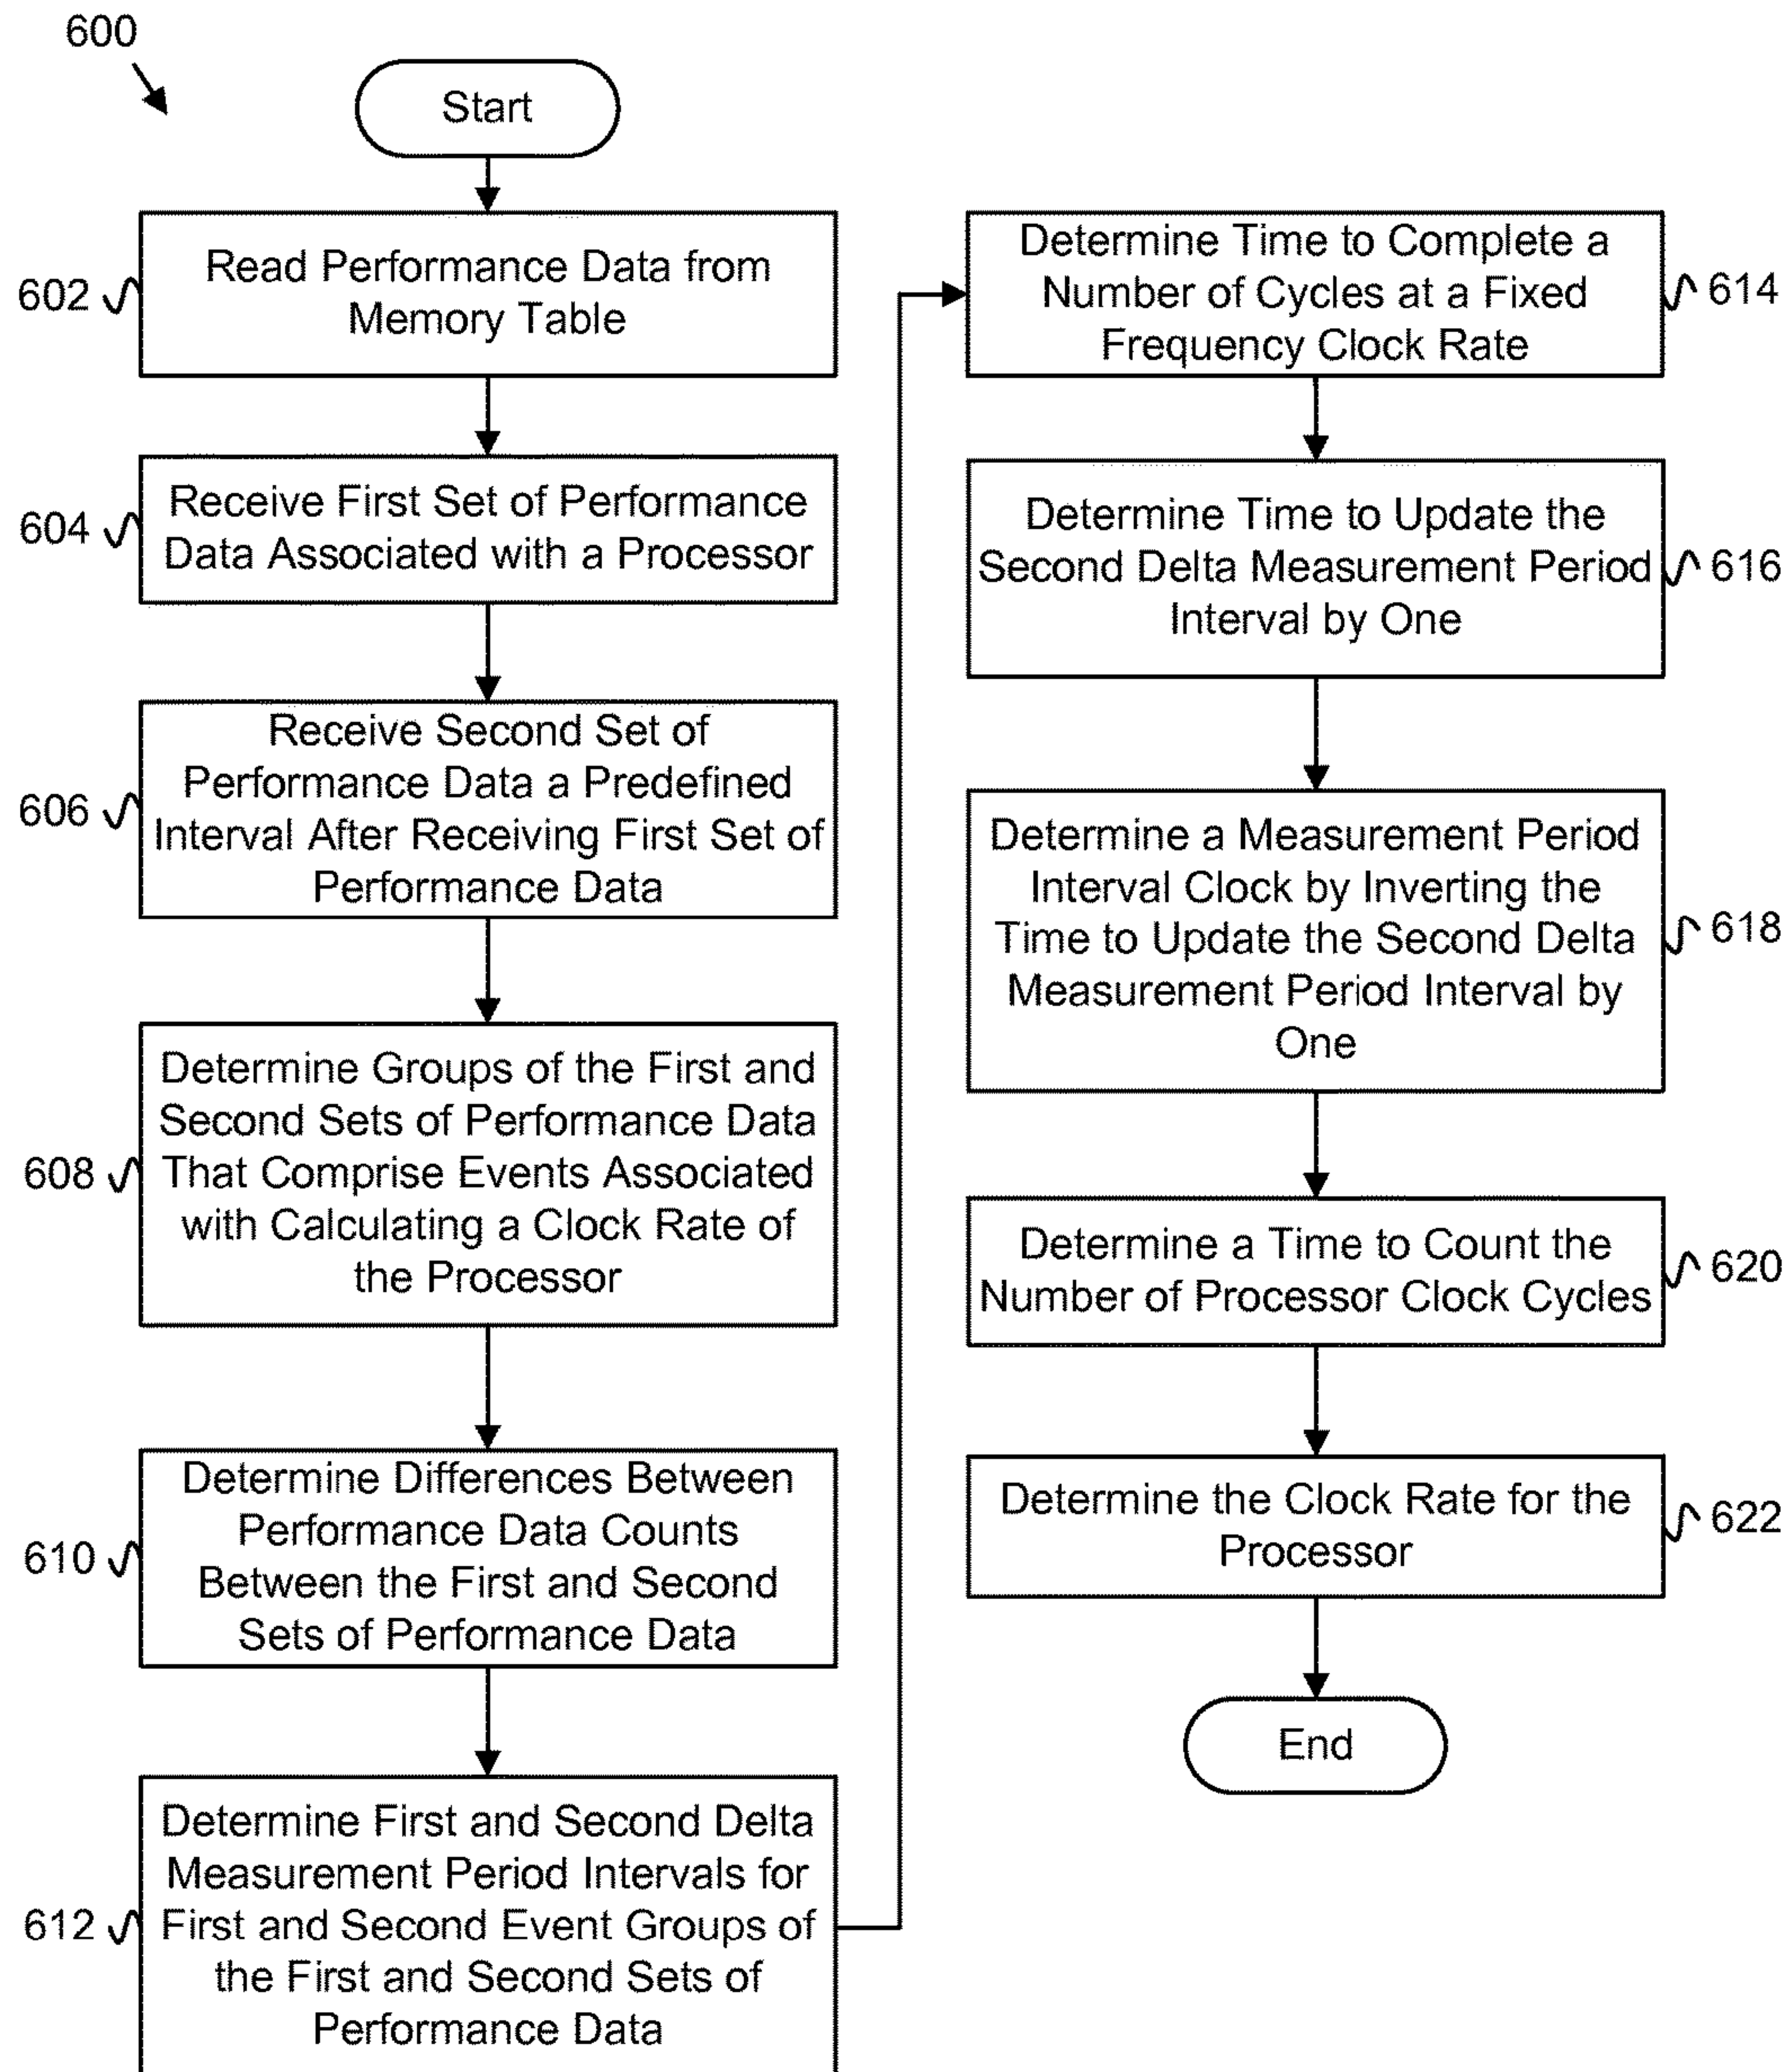 600
Start
Read Performance Data from
Memory Table
602
Receive First Set of Performance
Data Associated with a Processor
604
Receive Second Set of
Performance Data a Predefined
Interval After Receiving First Set of
Performance Data
606
Determine Groups of the First and
Second Sets of Performance Data
That Comprise Events Associated
with Calculating a Clock Rate of
the Processor
608
Determine Differences Between
Performance Data Counts
Between the First and Second
Sets of Performance Data
610
Determine First and Second Delta
Measurement Period Intervals for
First and Second Event Groups of
the First and Second Sets of
Performance Data
612
Determine Time to Complete a
Number of Cycles at a Fixed
Frequency Clock Rate
614
Determine Time to Update the
Second Delta Measurement Period
Interval by One
616
Determine a Measurement Period
Interval Clock by Inverting the
Time to Update the Second Delta
Measurement Period Interval by
One
618
Determine a Time to Count the
Number of Processor Clock Cycles
620
Determine the Clock Rate for the
Processor
622
End